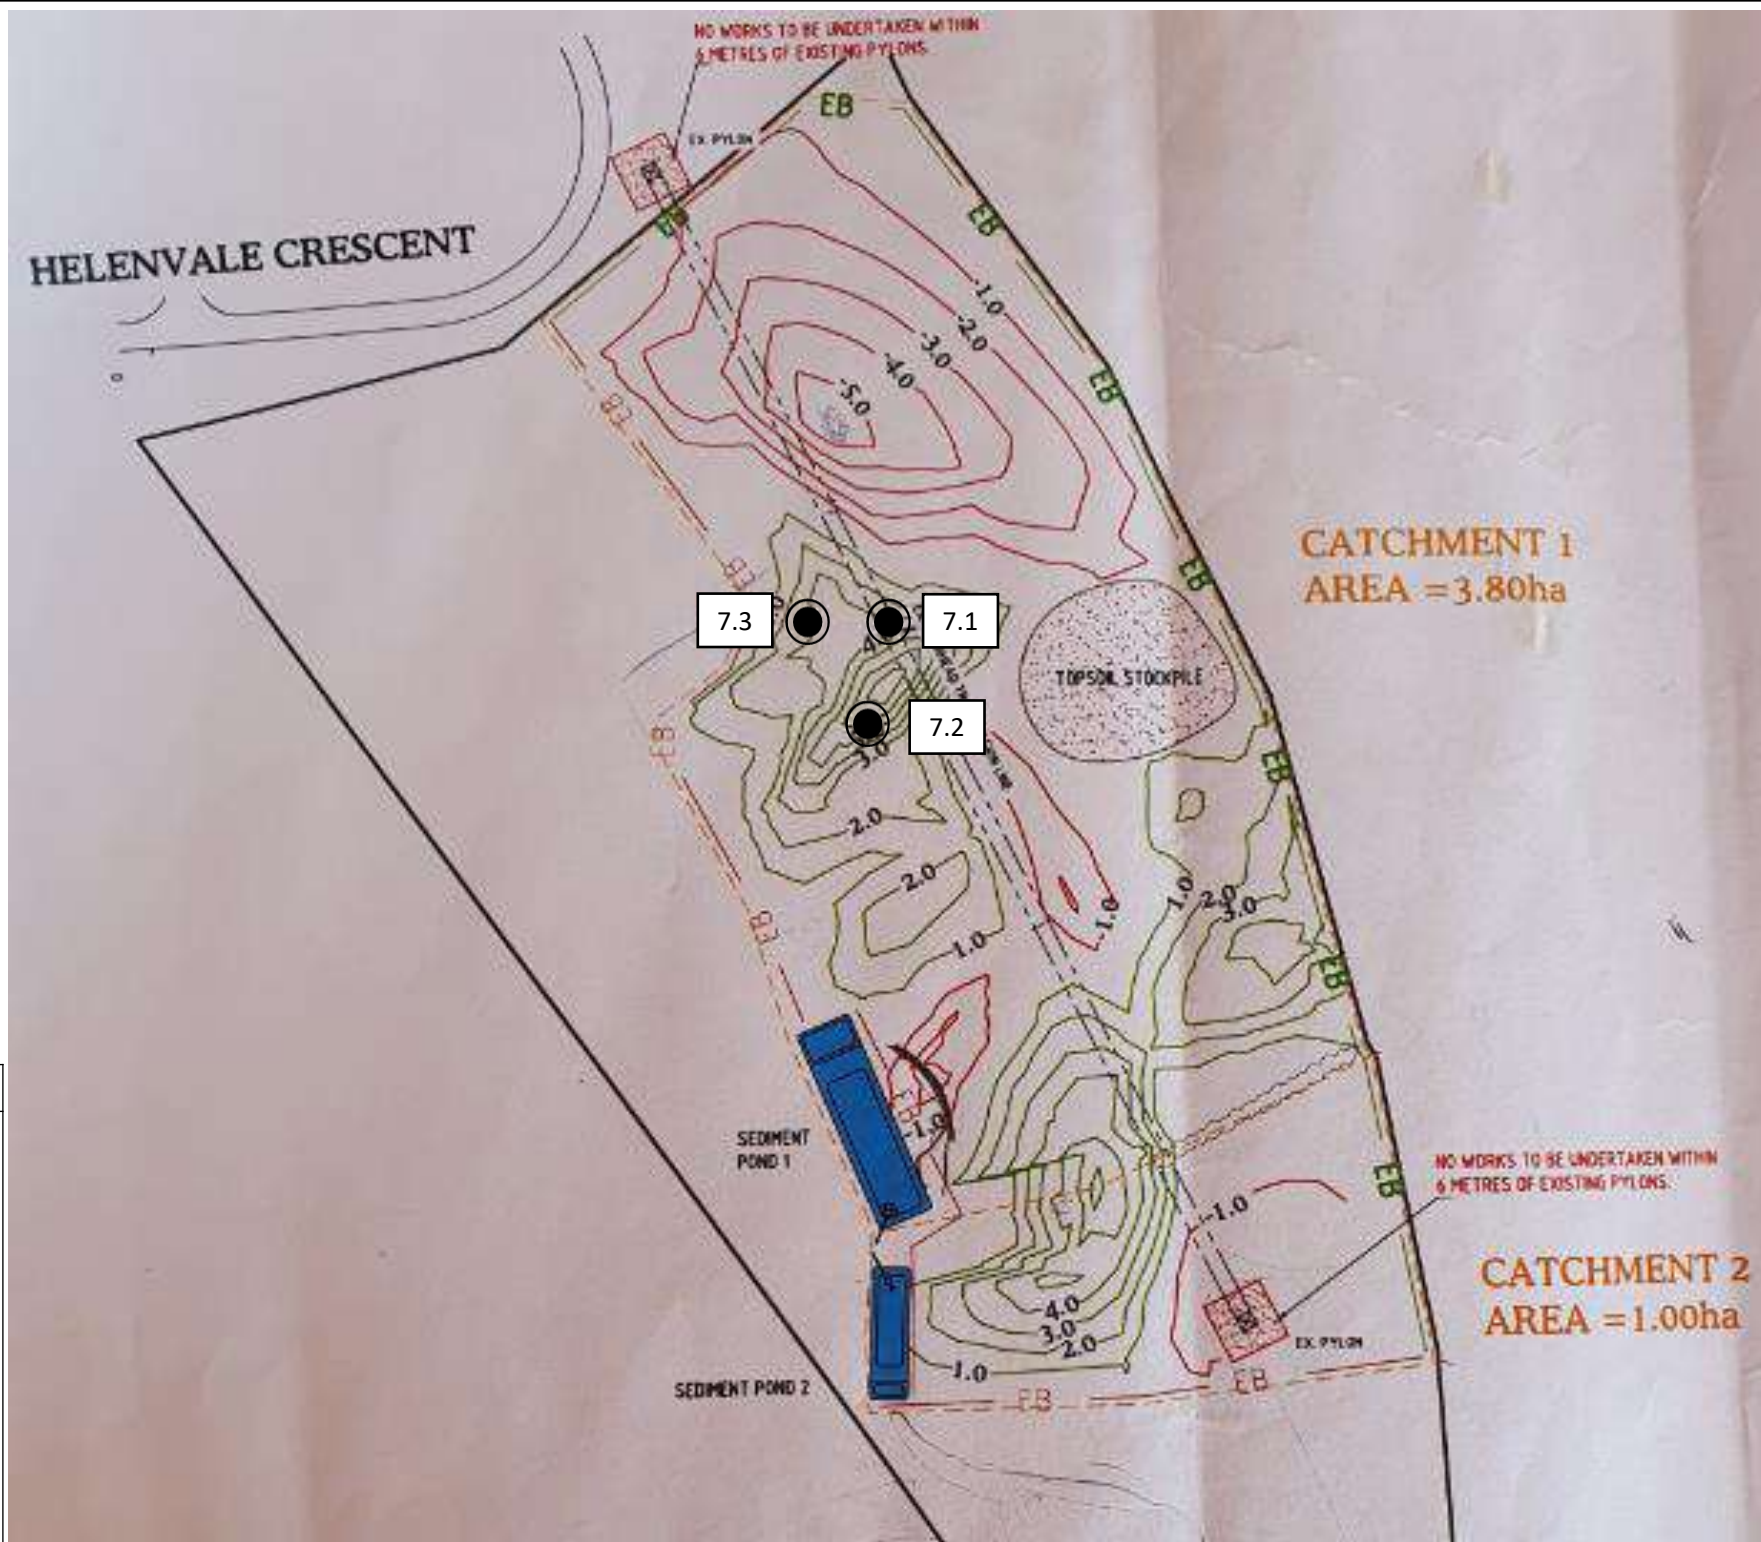 NO WORKS TO BE UNDERTAKEN WITHIN
6 METRES OF EXISTING PYLONS.
EB
EX. PYLON
EB
EB
HELENVALE CRESCENT
-1.0
-2.0
-3.0
-4.0
-5.0
EB
EB
CATCHMENT 1
AREA = 3.80ha
EB
EB
7.3
7.1
TOPSOIL STOCKPILE
7.2
EB
3.0
LINE
EB
2.0
2.0
1.0
2.0
3.0
-1.0
EB
1.0
EB
-1.0
SEDIMENT
POND 1
NO WORKS TO BE UNDERTAKEN WITHIN
6 METRES OF EXISTING PYLONS.
EB
-1.0
CATCHMENT 2
AREA = 1.00ha
4.0
3.0
2.0
1.0
EX. PYLON
SEDIMENT POND 2
EB
EB